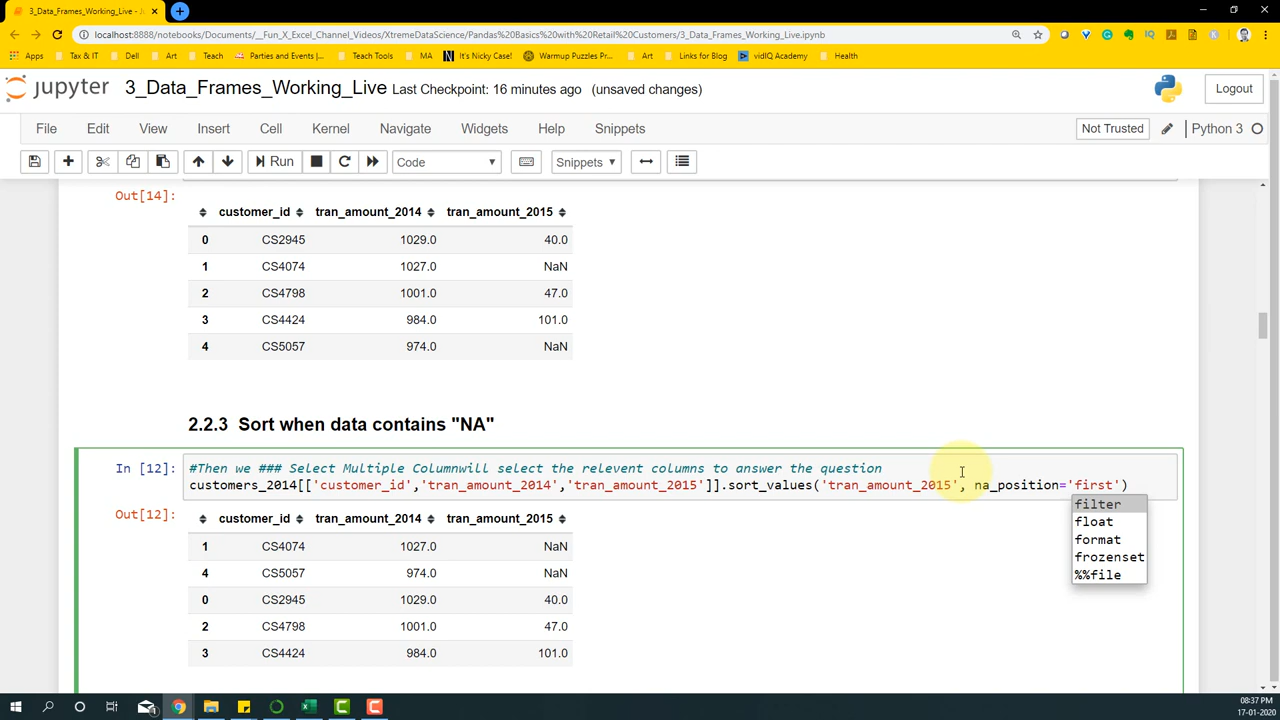 3_Data_Frames_Working_Live - Ju
localhost:8888/notebooks/Documents/__Fun_X_Excel_Channel_Videos/XtremeDataScience/Pandas%20Basics%20with%20Retail%20Customers/3_Data_Frames_Working_Live.ipynb
Apps Tax & IT Dell Art Teach Parties and Events |... Teach Tools MA It's Nicky Case! Warmup Puzzles Pr... Art Links for Blog vidIQ Academy Health
jupyter 3_Data_Frames_Working_Live Last Checkpoint: 16 minutes ago (unsaved changes) Logout
File Edit View Insert Cell Kernel Navigate Widgets Help Snippets Not Trusted Python 3
Run Code Snippets
Out[14]:
customer_id tran_amount_2014 tran_amount_2015
0 CS2945 1029.0 40.0
1 CS4074 1027.0 NaN
2 CS4798 1001.0 47.0
3 CS4424 984.0 101.0
4 CS5057 974.0 NaN
2.2.3 Sort when data contains "NA"
In [12]: #Then we ### Select Multiple Columnwill select the relevent columns to answer the question
customers_2014[['customer_id','tran_amount_2014','tran_amount_2015']].sort_values('tran_amount_2015', na_position='first')
filter
float
format
frozenset
%%file
Out[12]:
customer_id tran_amount_2014 tran_amount_2015
1 CS4074 1027.0 NaN
4 CS5057 974.0 NaN
0 CS2945 1029.0 40.0
2 CS4798 1001.0 47.0
3 CS4424 984.0 101.0
08:37 PM
17-01-2020